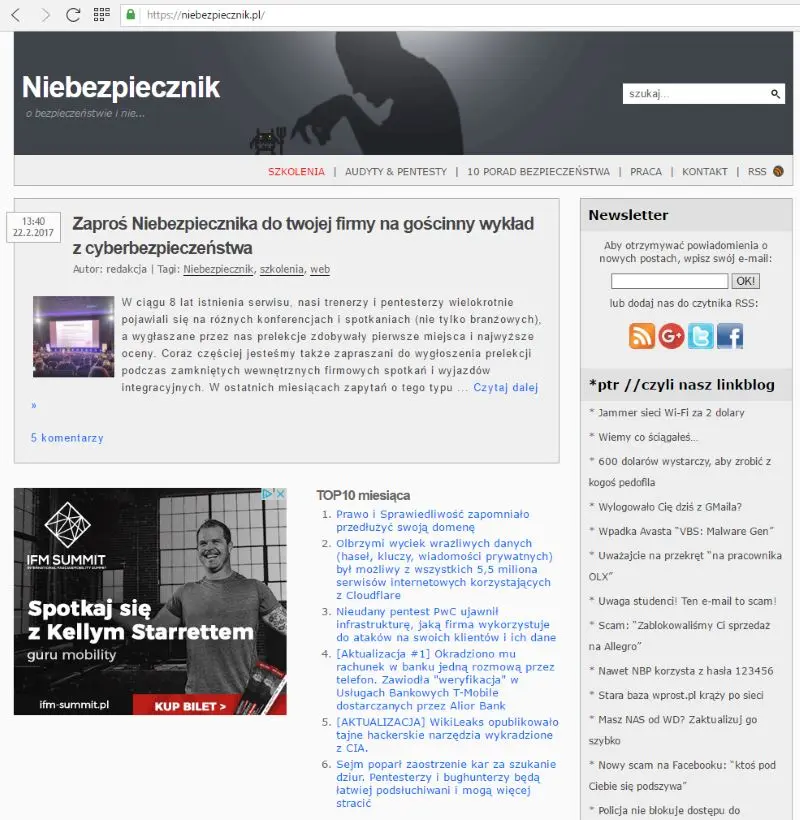 https://niebezpiecznik.pl/
Niebezpiecznik
o bezpieczeństwie i nie...
szukaj...
SZKOLENIA | AUDYTY & PENTESTY | 10 PORAD BEZPIECZEŃSTWA | PRACA | KONTAKT | RSS
13:40
22.2.2017
Zaproś Niebezpiecznika do twojej firmy na gościnny wykład
z cyberbezpieczeństwa
Autor: redakcja | Tagi: Niebezpiecznik, szkolenia, web
W ciągu 8 lat istnienia serwisu, nasi trenerzy i pentesterzy wielokrotnie
pojawiali się na różnych konferencjach i spotkaniach (nie tylko branżowych),
a wygłaszane przez nas prelekcje zdobywały pierwsze miejsca i najwyższe
oceny. Coraz częściej jesteśmy także zapraszani do wygłoszenia prelekcji
podczas zamkniętych wewnętrznych firmowych spotkań i wyjazdów
integracyjnych. W ostatnich miesiącach zapytań o tego typu ... Czytaj dalej
»
5 komentarzy
IFM SUMMIT
INTERNATIONAL FASCIA&MOBILITY SUMMIT
Spotkaj się
z Kellym Starrettem
guru mobility
ifm-summit.pl
KUP BILET >
TOP10 miesiąca
1. Prawo i Sprawiedliwość zapomniało
przedłużyć swoją domenę
2. Olbrzymi wyciek wrazliwych danych
(haseł, kluczy, wiadomości prywatnych)
był możliwy z wszystkich 5,5 miliona
serwisów internetowych korzystających
z Cloudflare
3. Nieudany pentest PwC ujawnił
infrastrukturę, jaką firma wykorzystuje
do ataków na swoich klientów i ich dane
4. [Aktualizacja #1] Okradziono mu
rachunek w banku jedną rozmową przez
telefon. Zawiodła "weryfikacja" w
Usługach Bankowych T-Mobile
dostarczanych przez Alior Bank
5. [AKTUALIZACJA] WikiLeaks opublikowało
tajne hackerskie narzędzia wykradzione
z CIA.
6. Sejm poparł zaostrzenie kar za szukanie
dziur. Pentesterzy i bughunterzy będą
łatwiej podsłuchiwani i mogą więcej
stracić
Newsletter
Aby otrzymywać powiadomienia o
nowych postach, wpisz swój e-mail:
OK!
lub dodaj nas do czytnika RSS:
*ptr //czyli nasz linkblog
* Jammer sieci Wi-Fi za 2 dolary
* Wiemy co ściągałeś...
* 600 dolarów wystarczy, aby zrobić z
kogoś pedofila
* Wylogowało Cię dziś z GMaila?
* Wpadka Avasta “VBS: Malware Gen”
* Uważajcie na przekręt “na pracownika
OLX”
* Uwaga studenci! Ten e-mail to scam!
* Scam: “Zablokowaliśmy Ci sprzedaż
na Allegro”
* Nawet NBP korzysta z hasła 123456
* Stara baza wprost.pl krąży po sieci
* Masz NAS od WD? Zaktualizuj go
szybko
* Nowy scam na Facebooku: “ktoś pod
Ciebie się podszywa”
* Policja nie blokuje dostępu do